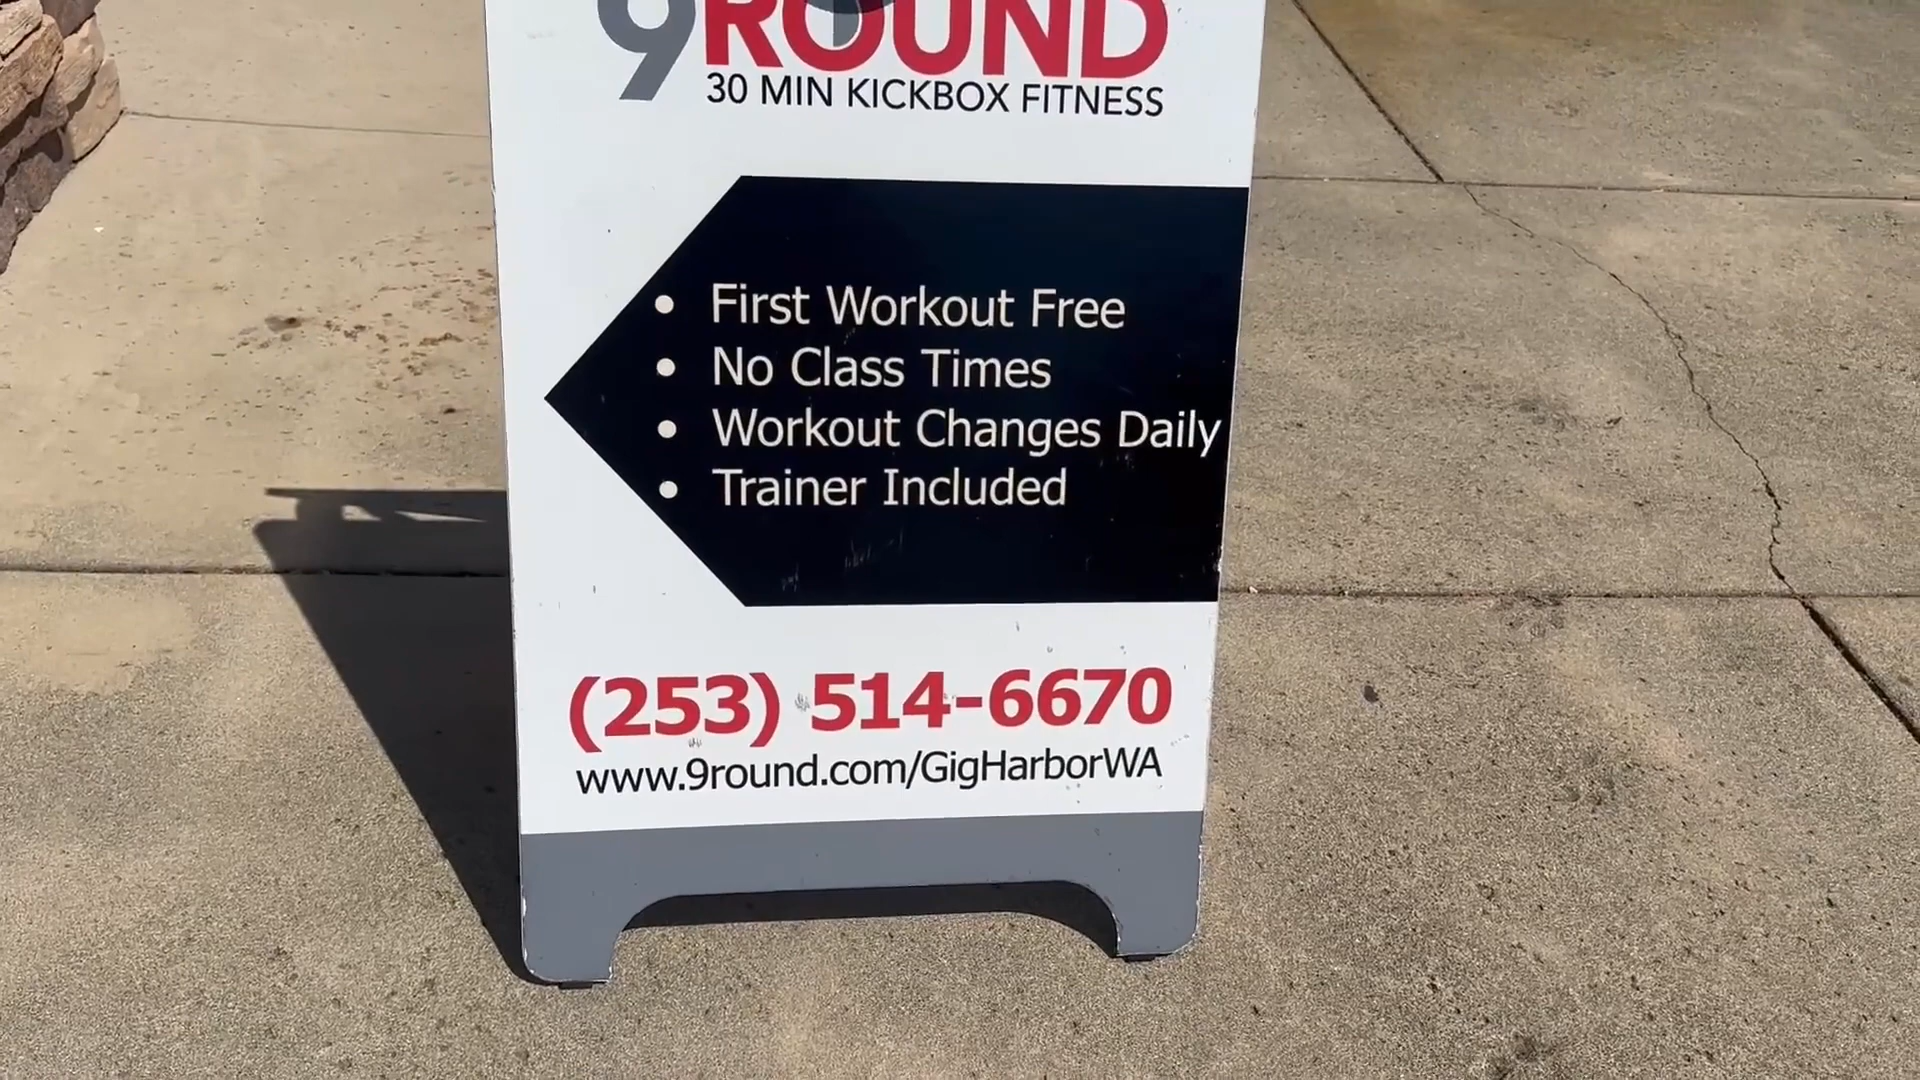 9ROUND
30 MIN KICKBOX FITNESS
• First Workout Free
• No Class Times
• Workout Changes Daily
• Trainer Included
(253) 514-6670
www.9round.com/GigHarborWA